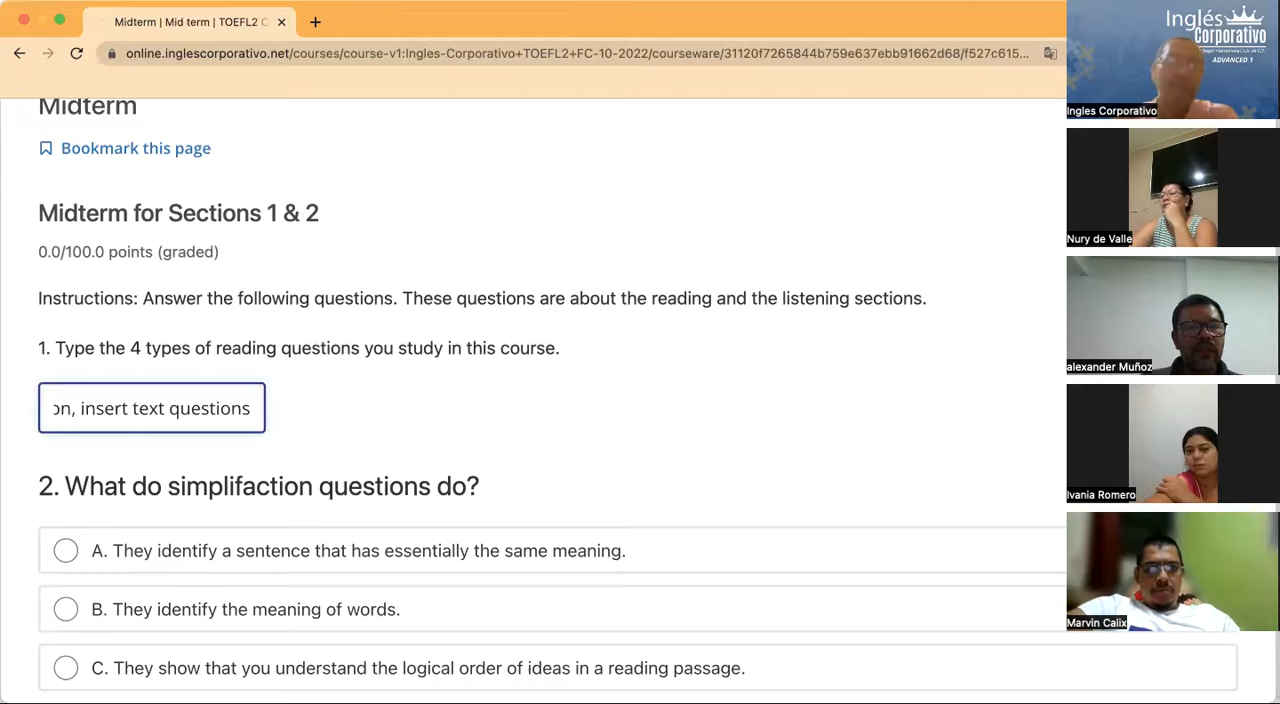 Midterm | Mid term | TOEFL2 C
online.inglescorporativo.net/courses/course-v1:Ingles-Corporativo+TOEFL2+FC-10-2022/courseware/31120f7265844b759e637ebb91662d68/f527c615...
Midterm
Bookmark this page
Midterm for Sections 1 & 2
0.0/100.0 points (graded)
Instructions: Answer the following questions. These questions are about the reading and the listening sections.
1. Type the 4 types of reading questions you study in this course.
on, insert text questions
2. What do simplifaction questions do?
A. They identify a sentence that has essentially the same meaning.
B. They identify the meaning of words.
C. They show that you understand the logical order of ideas in a reading passage.
Inglés
Corporativo
ADVANCED 1
Ingles Corporativo
Nury de Valle
alexander Muñoz
Ivania Romero
Marvin Calix